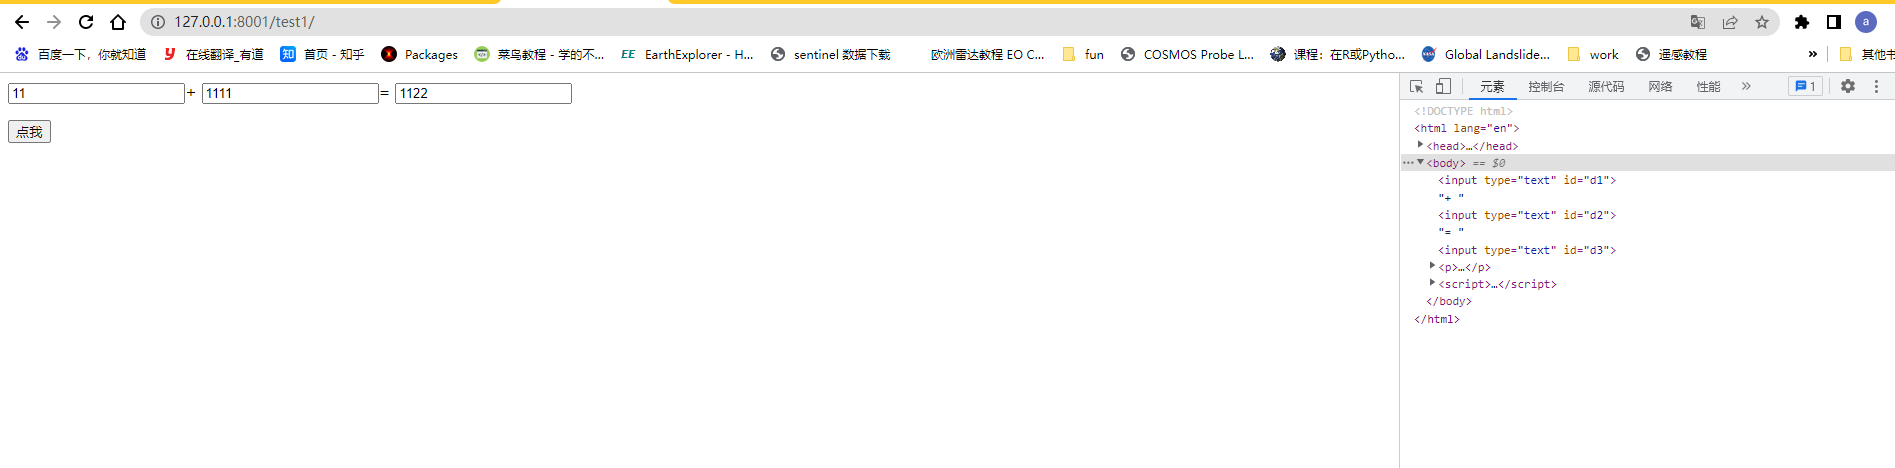 127.0.0.1:8001/test1/
a
百度一下，你就知道 在线翻译_有道 知 首页 - 知乎 Packages 菜鸟教程 - 学的不... EE EarthExplorer - H... sentinel 数据下载 欧洲雷达教程 EO C... fun COSMOS Probe L... 课程：在R或Pytho... Global Landslide... work 遥感教程 » 其他书
11 + 1111 = 1122
点我
元素 控制台 源代码 网络 性能 » 1
<!DOCTYPE html>
<html lang="en">
<head>…</head>
<body> == $0
<input type="text" id="d1">
"+ "
<input type="text" id="d2">
"= "
<input type="text" id="d3">
<p>…</p>
<script>…</script>
</body>
</html>